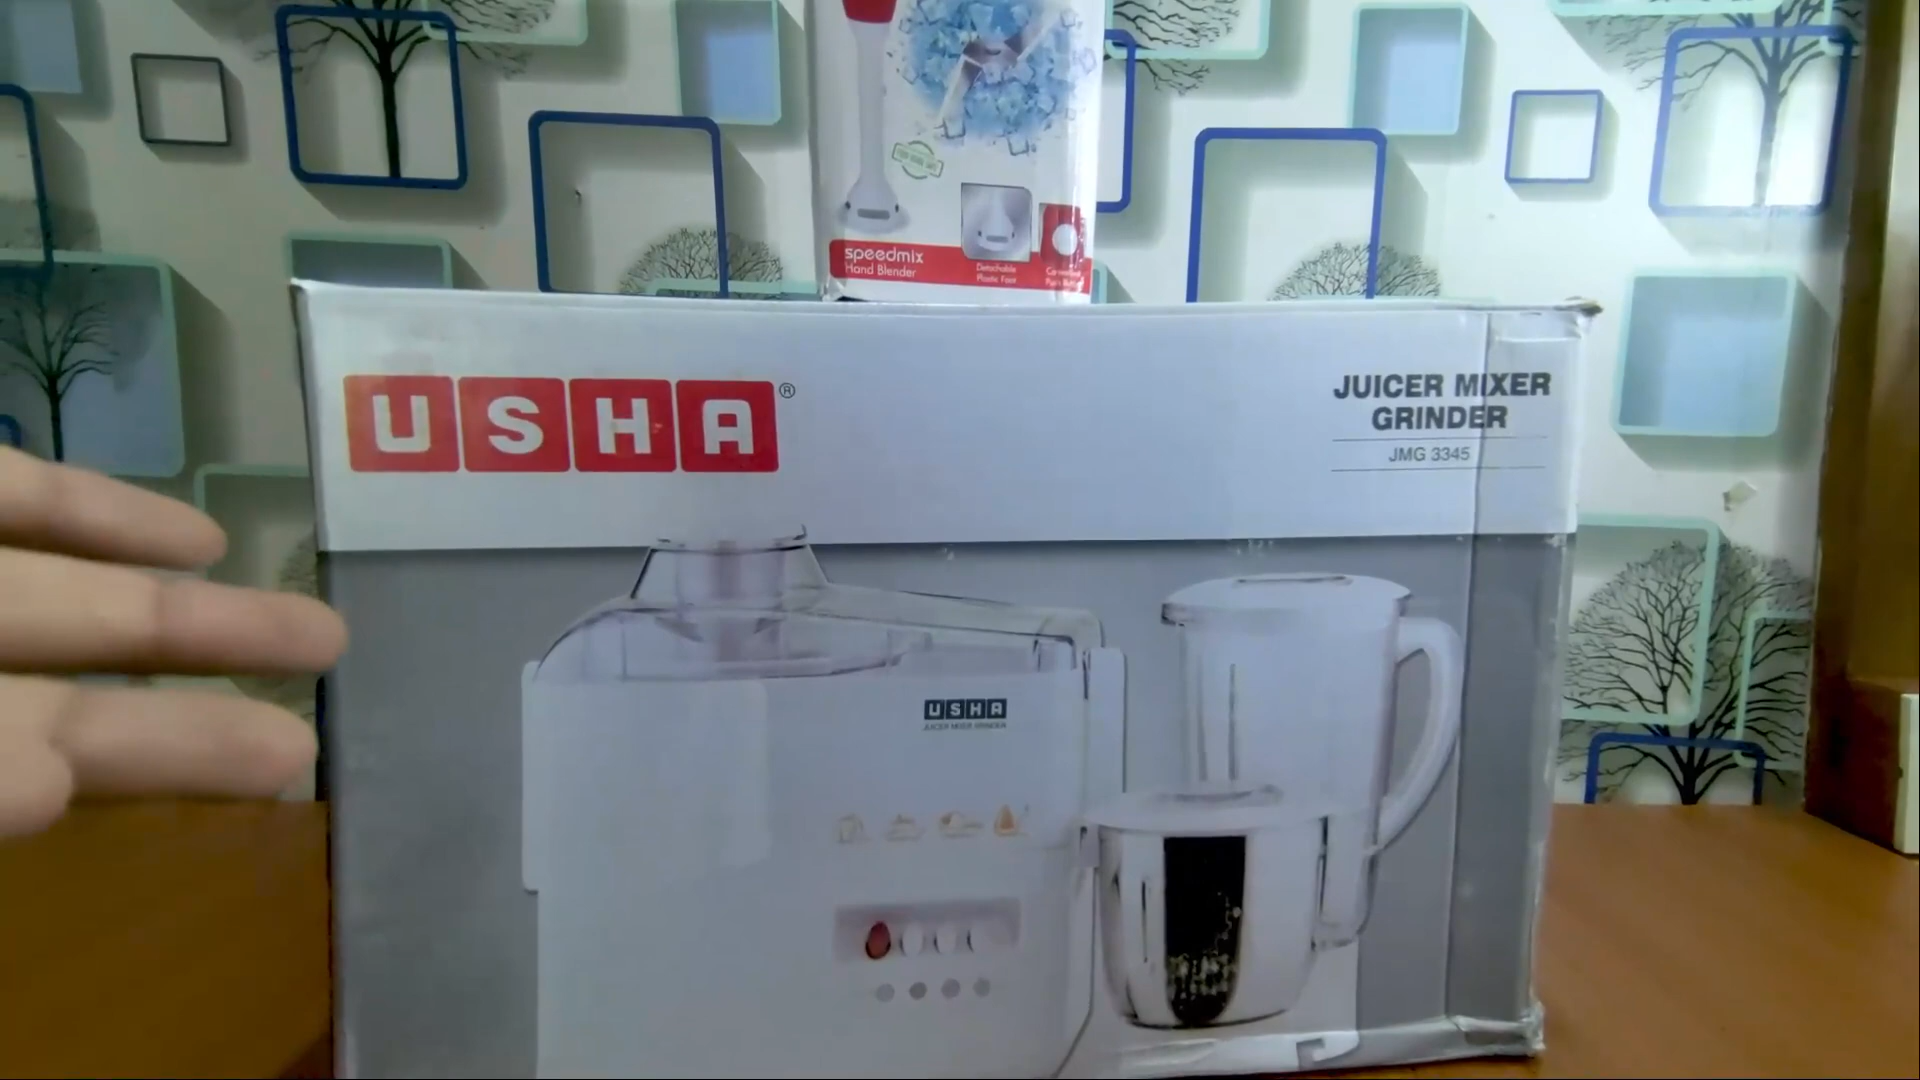 speedmix
Hand Blender
Detachable
Plastic Foot
USHA®
JUICER MIXER
GRINDER
JMG 3345
USHA
JUICER MIXER GRINDER